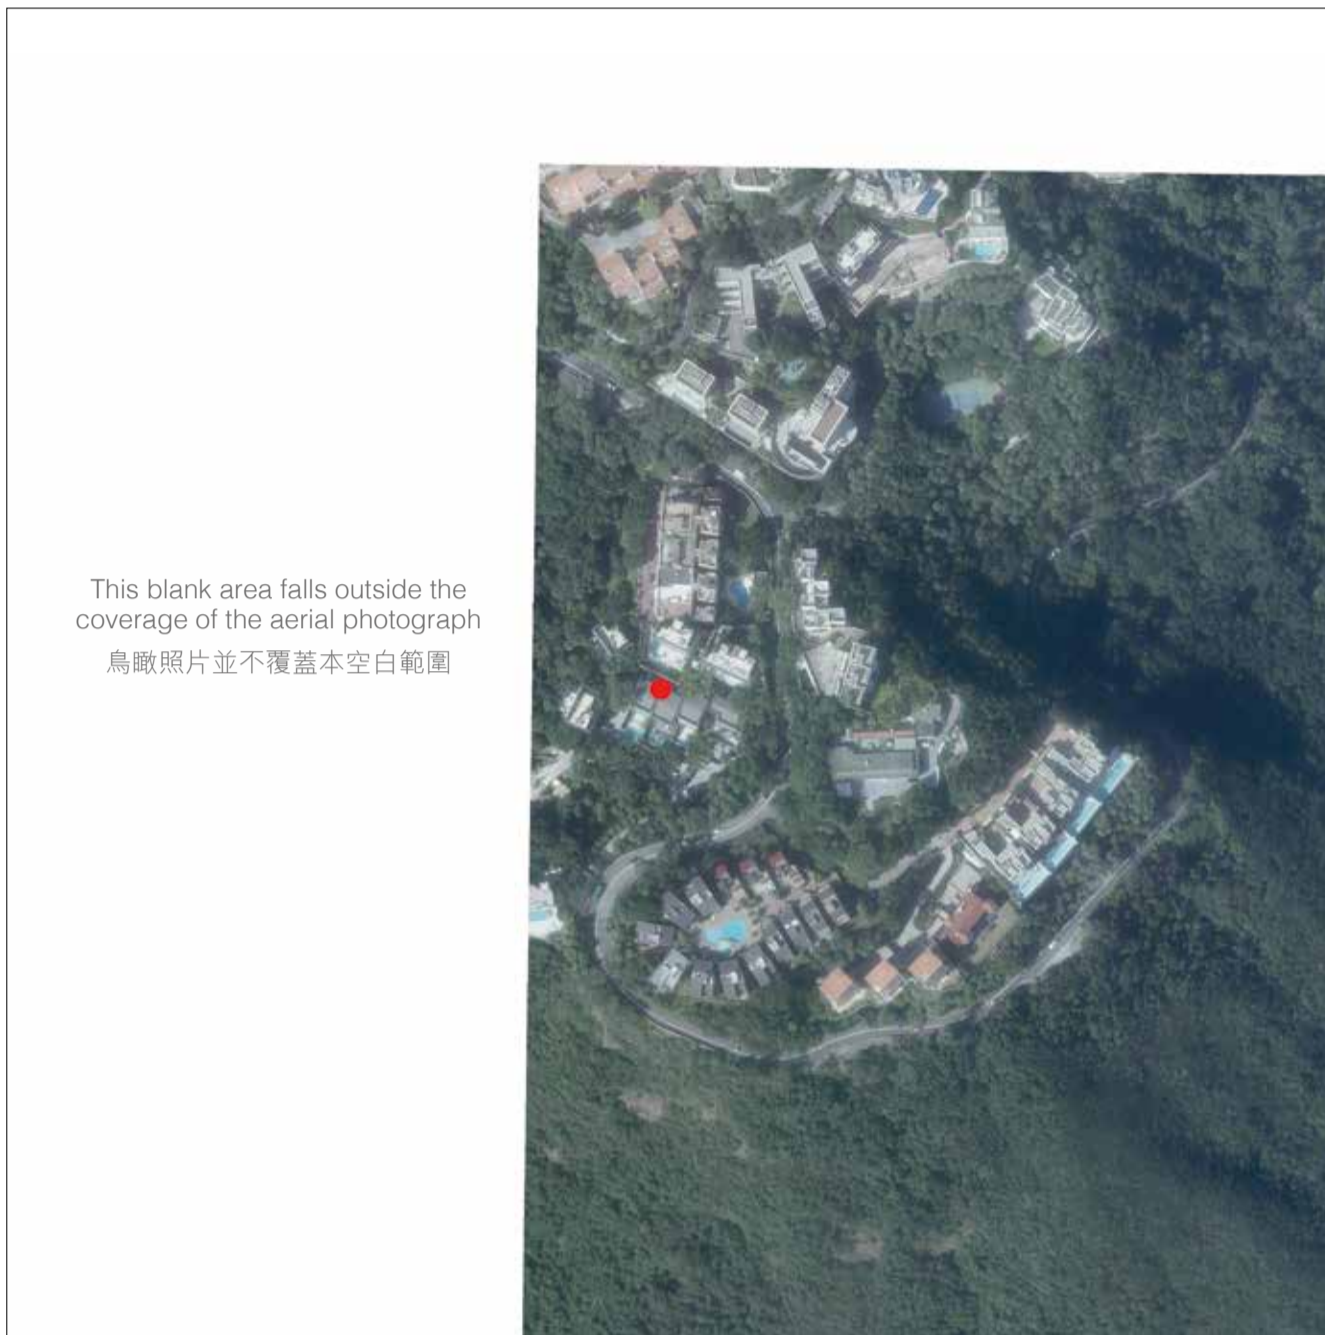 This blank area falls outside the
coverage of the aerial photograph
鳥瞰照片並不覆蓋本空白範圍